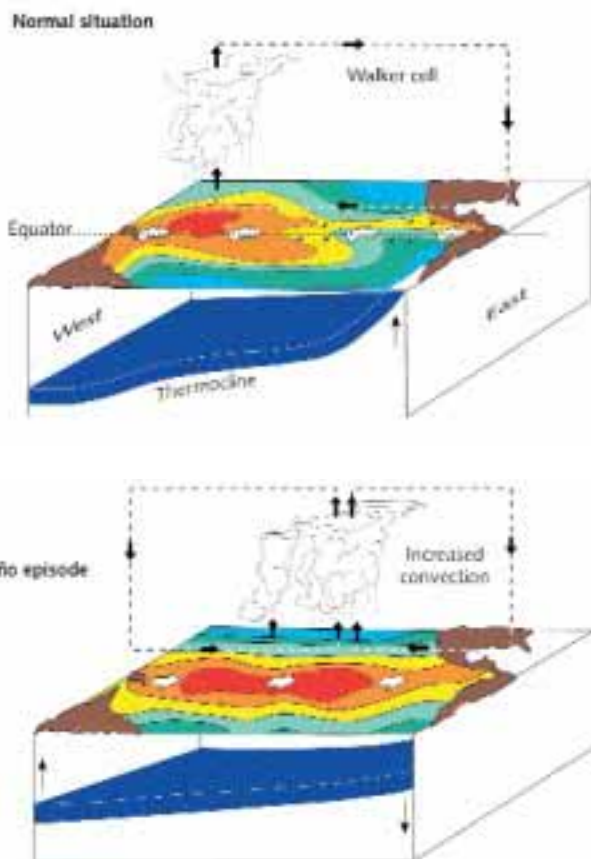 Normal situation
Walker cell
Equator
West
East
Thermocline
ño episode
Increased
convection